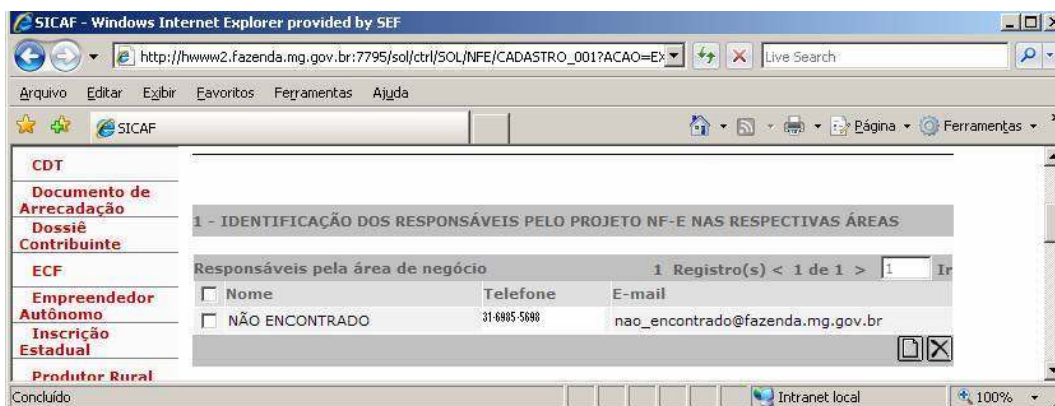 SICAF - Windows Internet Explorer provided by SEF
http://hwww2.fazenda.mg.gov.br:7795/sol/ctrl/SOL/NFE/CADASTRO_001?ACAO=EX
Live Search
Arquivo Editar Exibir Favoritos Ferramentas Ajuda
SICAF
Página Ferramentas
CDT
Documento de
Arrecadação
Dossiê
Contribuinte
ECF
Empreendedor
Autônomo
Inscrição
Estadual
Produtor Rural
1 - IDENTIFICAÇÃO DOS RESPONSÁVEIS PELO PROJETO NF-E NAS RESPECTIVAS ÁREAS
Responsáveis pela área de negócio 1 Registro(s) < 1 de 1 > 1 Ir
Nome Telefone E-mail
NÃO ENCONTRADO 31-6985-5698 nao_encontrado@fazenda.mg.gov.br
Concluído Intranet local 100%